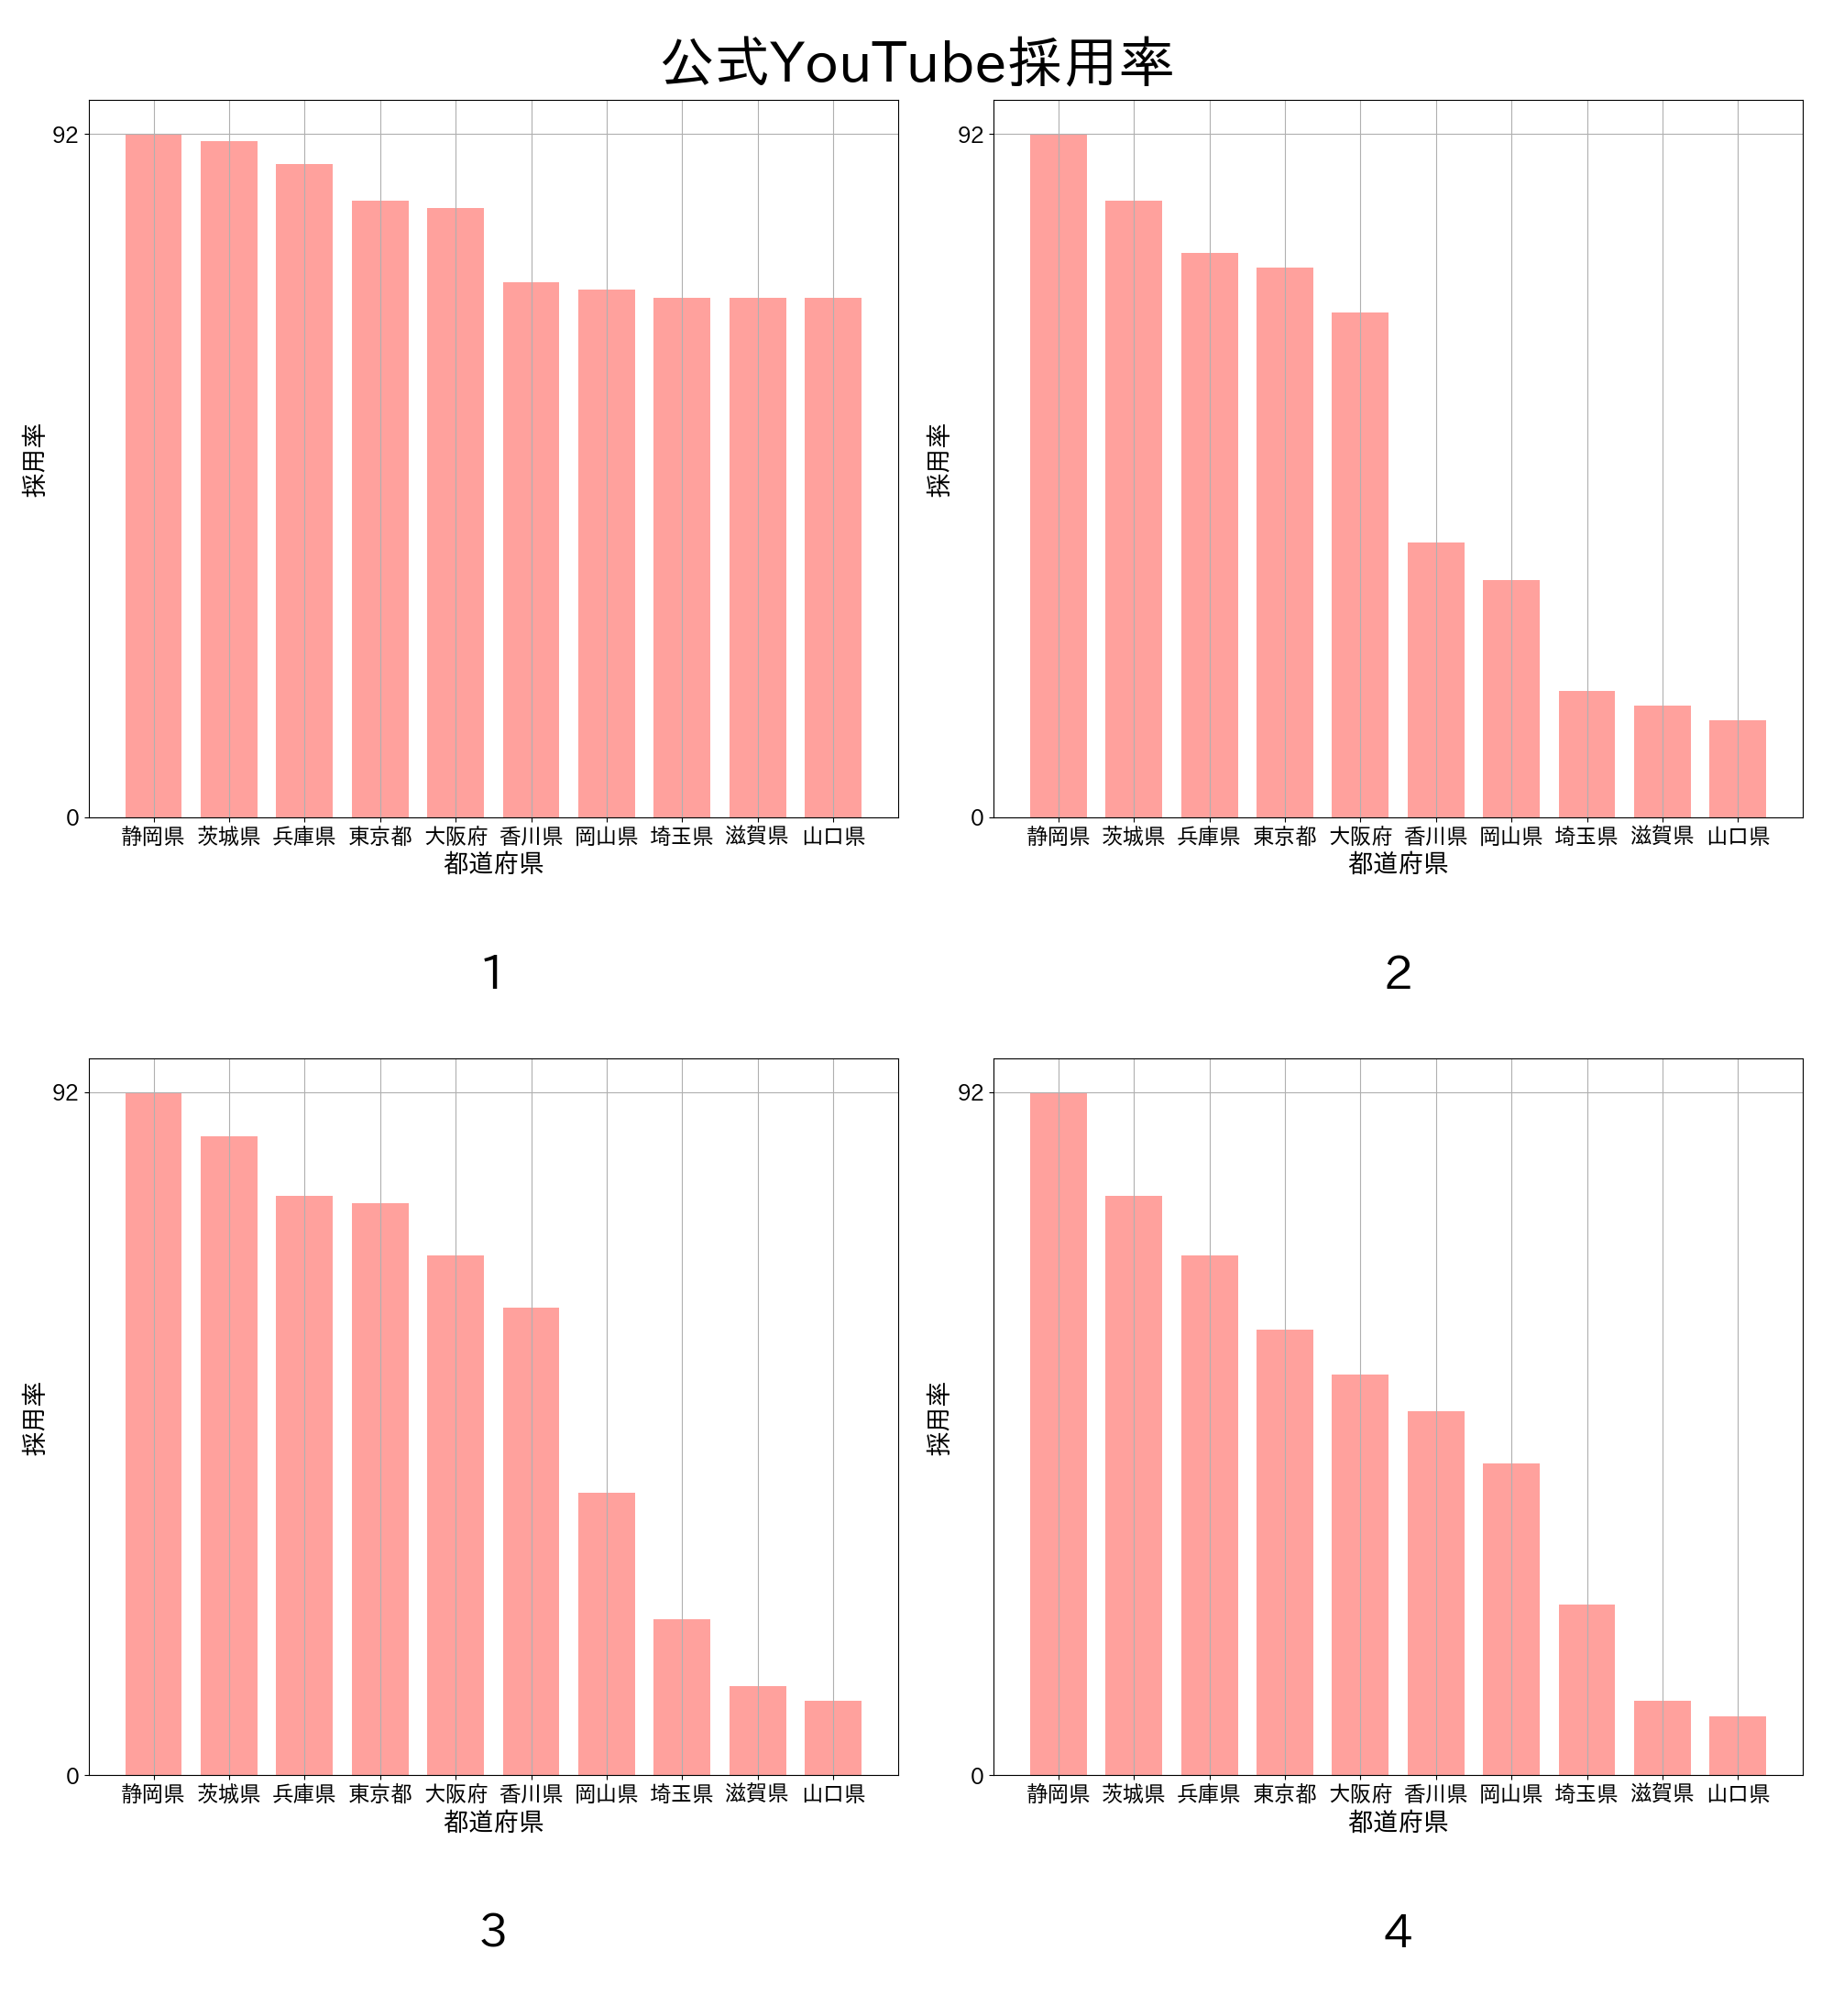 公式YouTube採用率
92
0
採用率
静岡県 茨城県 兵庫県 東京都 大阪府 香川県 岡山県 埼玉県 滋賀県 山口県
都道府県
1
92
0
採用率
静岡県 茨城県 兵庫県 東京都 大阪府 香川県 岡山県 埼玉県 滋賀県 山口県
都道府県
2
92
0
採用率
静岡県 茨城県 兵庫県 東京都 大阪府 香川県 岡山県 埼玉県 滋賀県 山口県
都道府県
3
92
0
採用率
静岡県 茨城県 兵庫県 東京都 大阪府 香川県 岡山県 埼玉県 滋賀県 山口県
都道府県
4